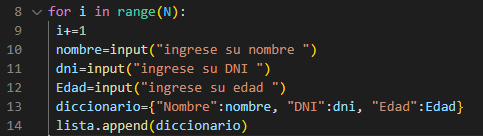 8 for i in range(N):
9 i+=1
10 nombre=input("ingrese su nombre ")
11 dni=input("ingrese su DNI ")
12 Edad=input("ingrese su edad ")
13 diccionario={"Nombre":nombre, "DNI":dni, "Edad":Edad}
14 lista.append(diccionario)